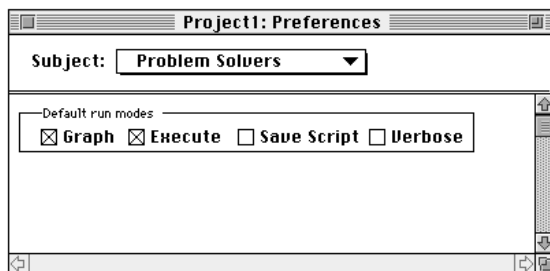 Project1: Preferences
Subject: Problem Solvers
Default run modes
Graph Execute Save Script Verbose